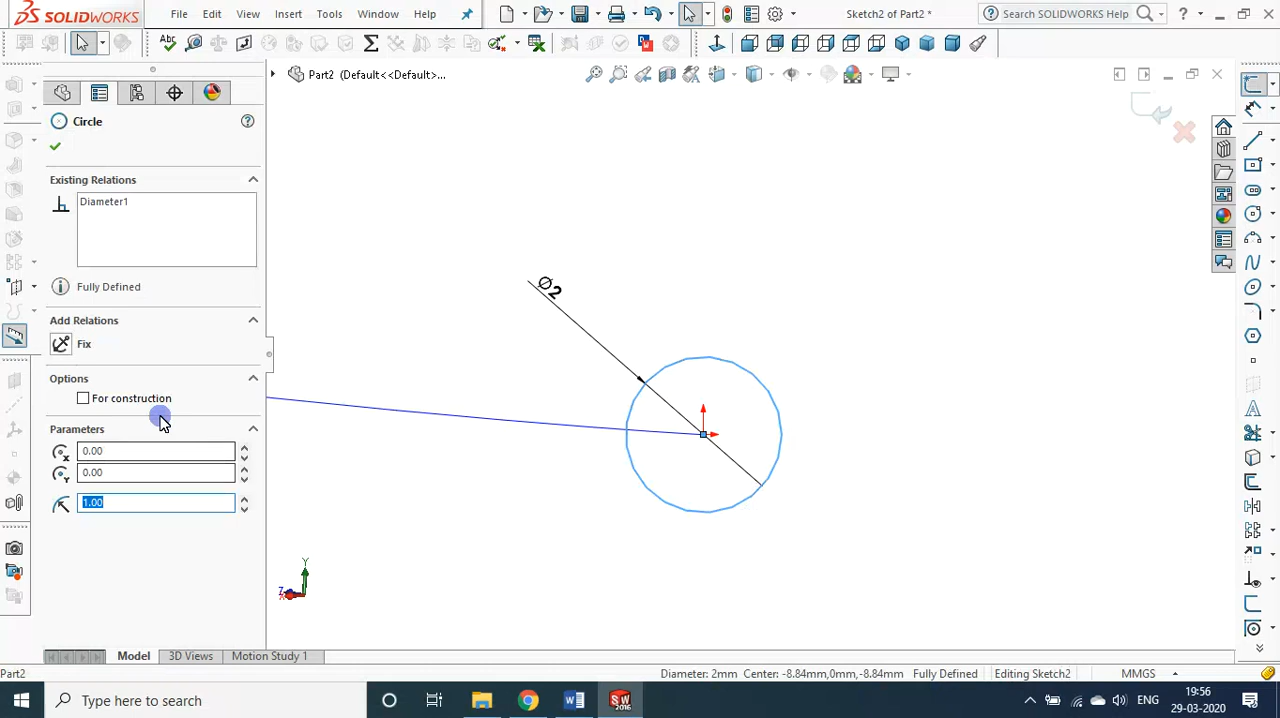 SOLIDWORKS File Edit View Insert Tools Window Help Sketch2 of Part2 * Search SOLIDWORKS Help ?
Part2 (Default<<Default>...
Circle
Existing Relations
Diameter1
Fully Defined
Add Relations
Fix
Options
For construction
Parameters
0.00
0.00
1.00
∅2
Y
Z
Model 3D Views Motion Study 1
Part2 Diameter: 2mm Center: -8.84mm,0mm,-8.84mm Fully Defined Editing Sketch2 MMGS
Type here to search
ENG
19:56
29-03-2020
SW
2016